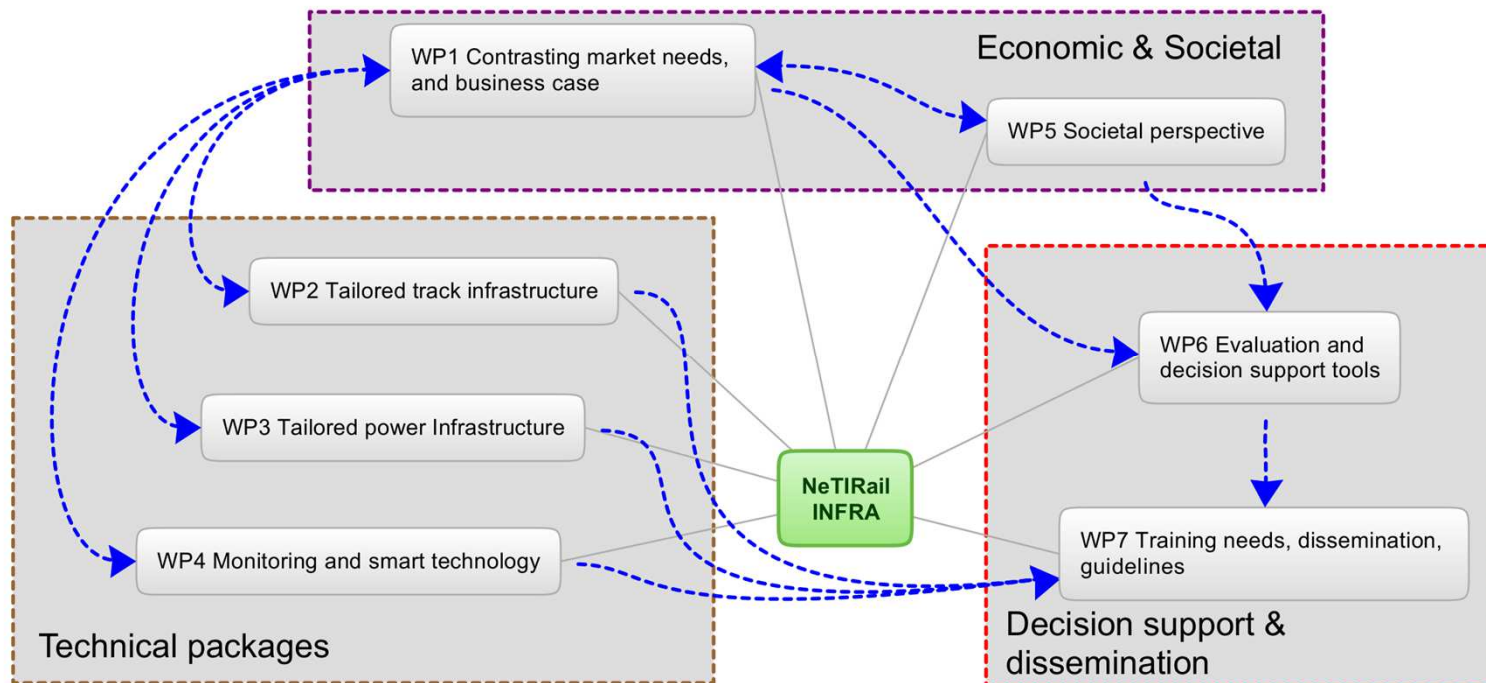 Economic & Societal
WP1 Contrasting market needs,
and business case
WP5 Societal perspective
WP2 Tailored track infrastructure
WP3 Tailored power Infrastructure
WP4 Monitoring and smart technology
Technical packages
NeTIRail
INFRA
WP6 Evaluation and
decision support tools
WP7 Training needs, dissemination,
guidelines
Decision support &
dissemination